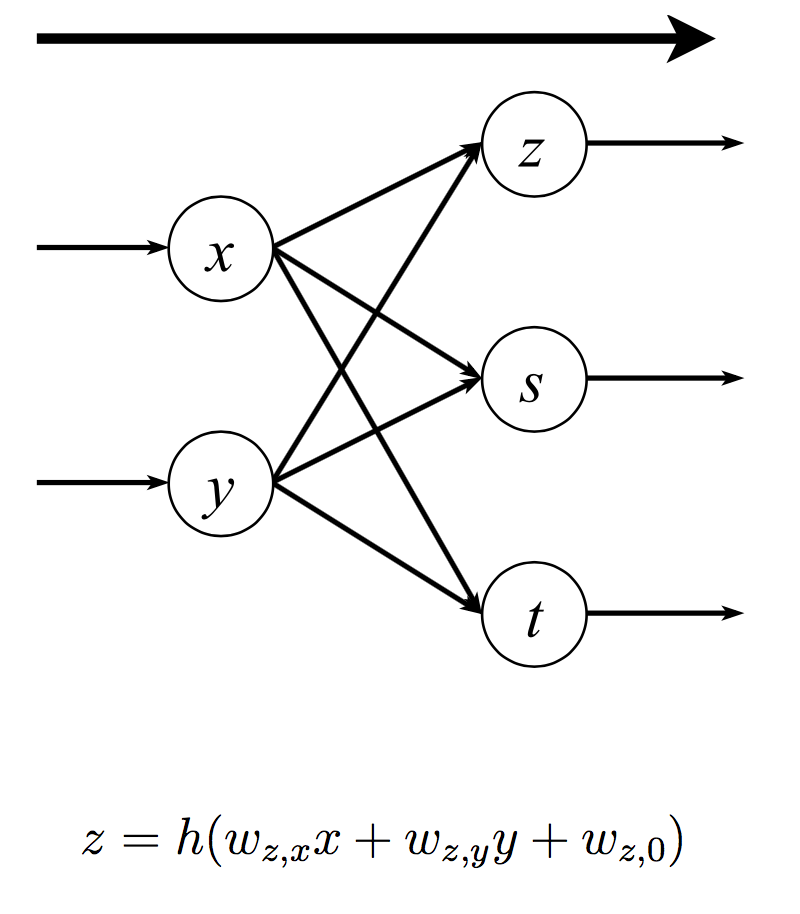 z
x
s
y
t
z = h(w_{z,x}x + w_{z,y}y + w_{z,0})